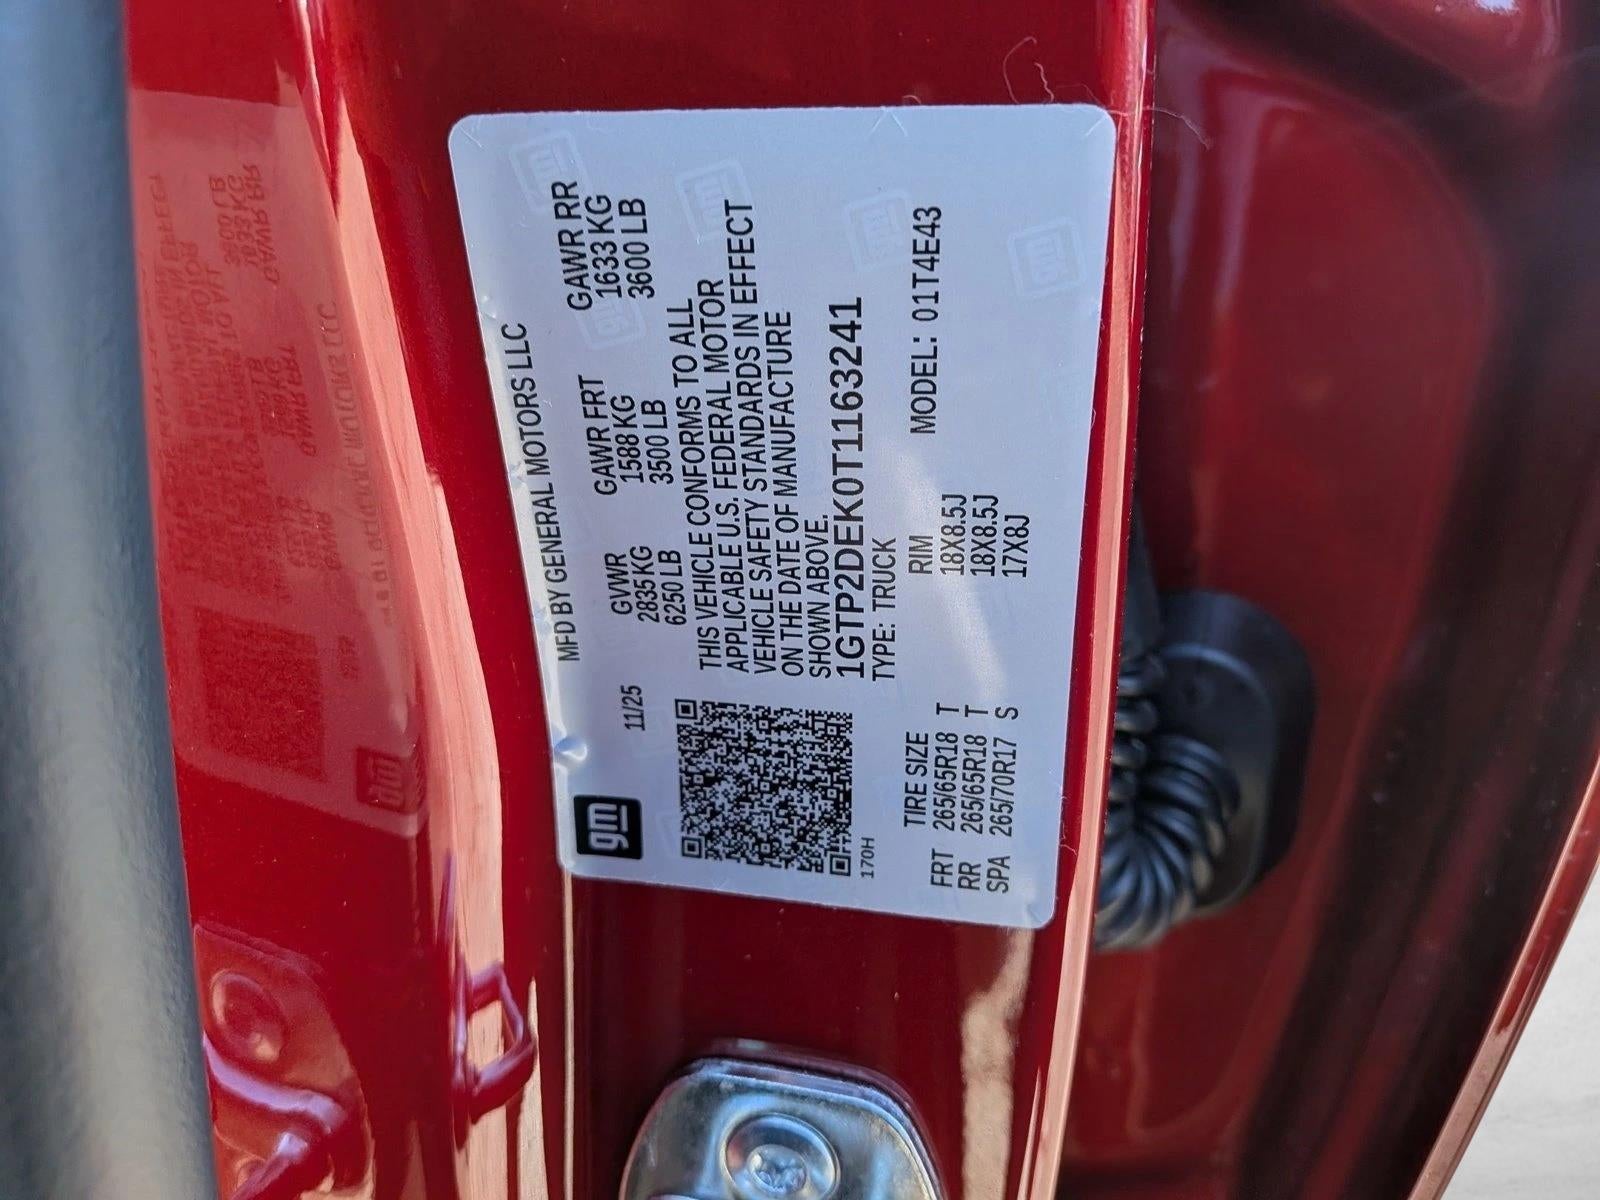 gm
MFD BY GENERAL MOTORS LLC
11/25
GVWR GAWR FRT GAWR RR
2835 KG 1588 KG 1633 KG
6250 LB 3500 LB 3600 LB
THIS VEHICLE CONFORMS TO ALL
APPLICABLE U.S. FEDERAL MOTOR
VEHICLE SAFETY STANDARDS IN EFFECT
ON THE DATE OF MANUFACTURE
SHOWN ABOVE.
1GTP2DEK0T1163241
TYPE: TRUCK
170H
TIRE SIZE RIM MODEL: 01T4E43
FRT 265/65R18 T 18X8.5J
RR 265/65R18 T 18X8.5J
SPA 265/70R17 S 17X8J